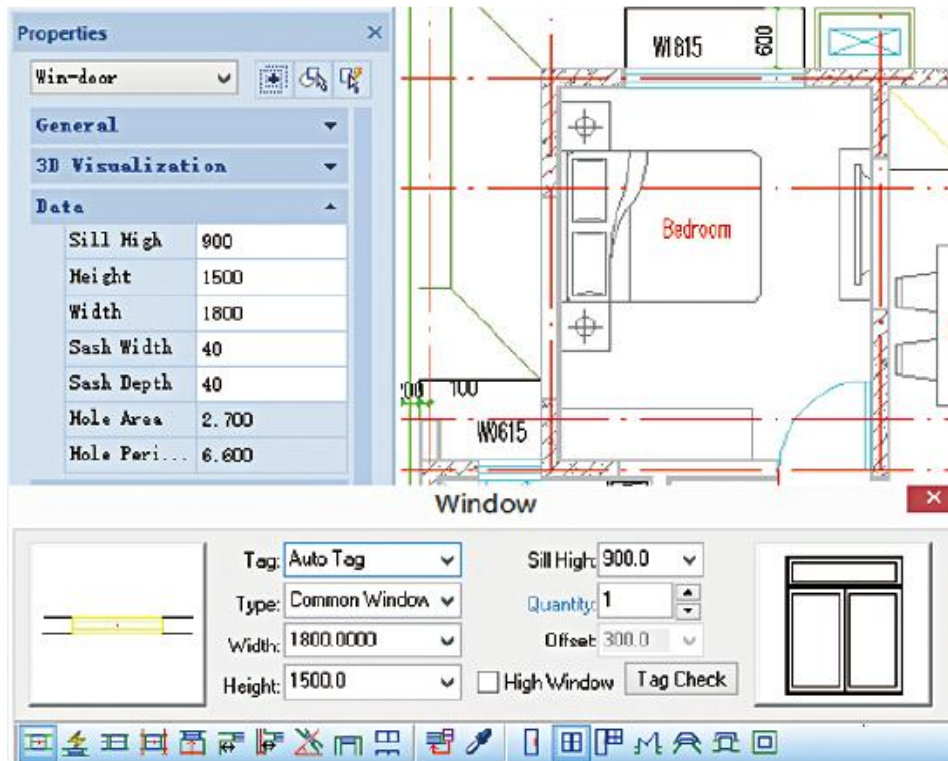 Properties
Win-door
General
3D Visualization
Data
Sill High 900
Height 1500
Width 1800
Sash Width 40
Sash Depth 40
Hole Area 2.700
Hole Peri... 6.600
W1815
600
Bedroom
200 100
W0615
Window
Tag: Auto Tag
Sill High: 900.0
Type: Common Window
Quantity: 1
Width: 1800.0000
Offset: 300.0
Height: 1500.0
High Window
Tag Check